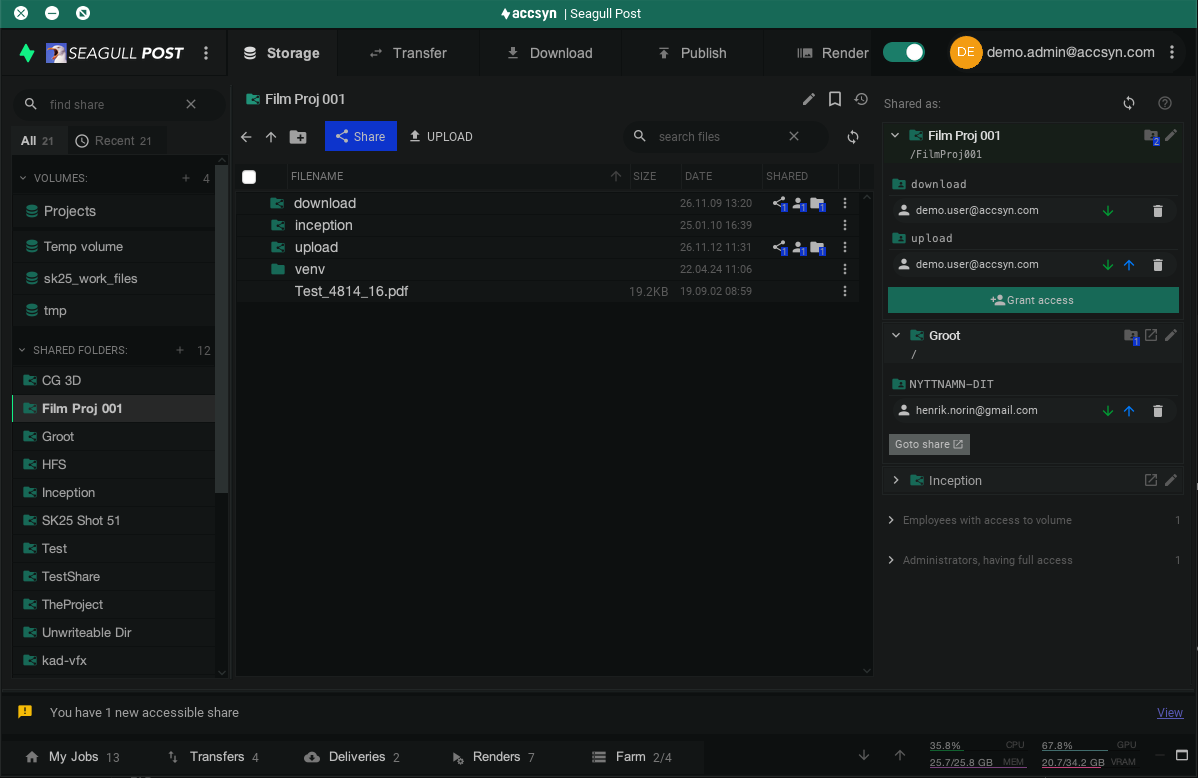 accsyn | Seagull Post
SEAGULL POST
Storage
Transfer
Download
Publish
Render
DE demo.admin@accsyn.com
find share
All 21
Recent 21
VOLUMES: + 4
Projects
Temp volume
sk25_work_files
tmp
SHARED FOLDERS: + 12
CG 3D
Film Proj 001
Groot
HFS
Inception
SK25 Shot 51
Test
TestShare
TheProject
Unwriteable Dir
kad-vfx
Film Proj 001
Share
UPLOAD
search files
FILENAME SIZE DATE SHARED
download 26.11.09 13:20 1 1 1
inception 25.01.10 16:39
upload 26.11.12 11:31 1 1 1
venv 22.04.24 11:06
Test_4814_16.pdf 19.2KB 19.09.02 08:59
Shared as:
Film Proj 001 2
/FilmProj001
download
demo.user@accsyn.com
upload
demo.user@accsyn.com
Grant access
Groot 1
/
NYTTNAMN-DIT
henrik.norin@gmail.com
Goto share
Inception
Employees with access to volume 1
Administrators, having full access 1
You have 1 new accessible share
View
My Jobs 13
Transfers 4
Deliveries 2
Renders 7
Farm 2/4
35.8% CPU 67.8% GPU
25.7/25.8 GB MEM 20.7/34.2 GB VRAM